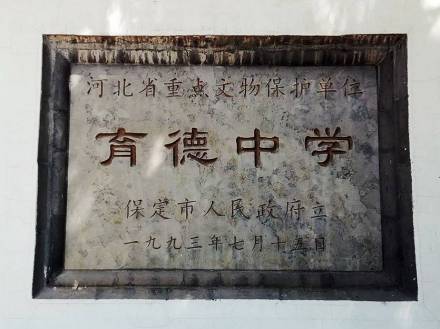 河北省重点文物保护单位
育德中学
保定市人民政府立
一九九三年七月十五日